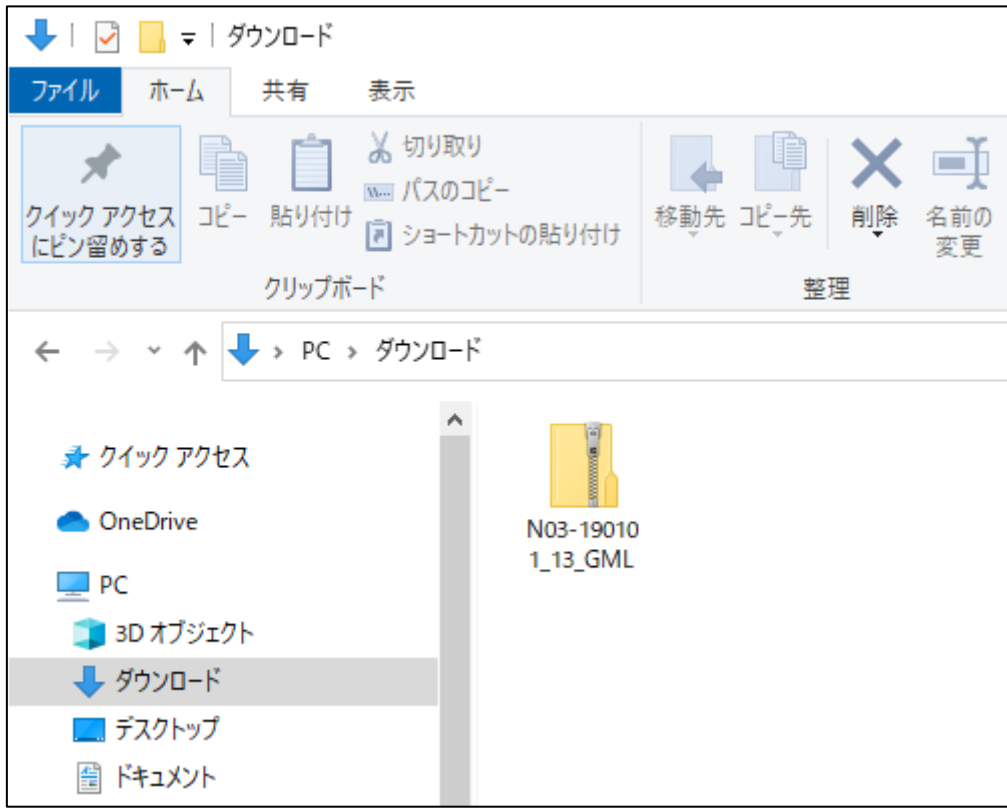 ダウンロード
ファイル ホーム 共有 表示
クイック アクセス
にピン留めする
コピー
貼り付け
切り取り
パスのコピー
ショートカットの貼り付け
クリップボード
移動先
コピー先
削除
名前の
変更
整理
PC › ダウンロード
クイック アクセス
OneDrive
PC
3D オブジェクト
ダウンロード
デスクトップ
ドキュメント
N03-19010
1_13_GML